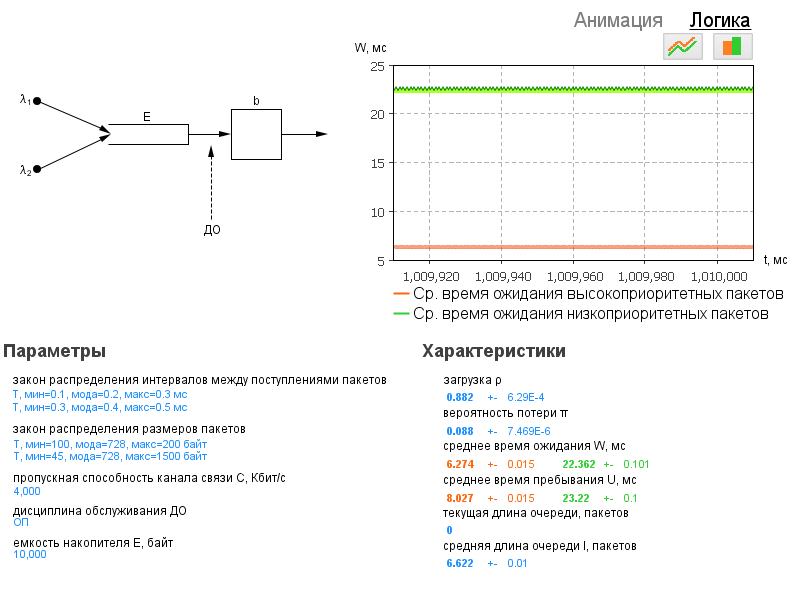 Анимация Логика
W, мс
25
20
15
10
5
t, мс
1,009,920 1,009,940 1,009,960 1,009,980 1,010,000
Ср. время ожидания высокоприоритетных пакетов
Ср. время ожидания низкоприоритетных пакетов
λ1
λ2
E
b
ДО
Параметры
закон распределения интервалов между поступлениями пакетов
Т, мин=0.1, мода=0.2, макс=0.3 мс
Т, мин=0.3, мода=0.4, макс=0.5 мс
закон распределения размеров пакетов
Т, мин=100, мода=728, макс=200 байт
Т, мин=45, мода=728, макс=1500 байт
пропускная способность канала связи С, Кбит/с
4,000
дисциплина обслуживания ДО
ОП
емкость накопителя Е, байт
10,000
Характеристики
загрузка ρ
0.882 +- 6.29E-4
вероятность потери π
0.088 +- 7.469E-6
среднее время ожидания W, мс
6.274 +- 0.015 22.362 +- 0.101
среднее время пребывания U, мс
8.027 +- 0.015 23.22 +- 0.1
текущая длина очереди, пакетов
0
средняя длина очереди l, пакетов
6.622 +- 0.01